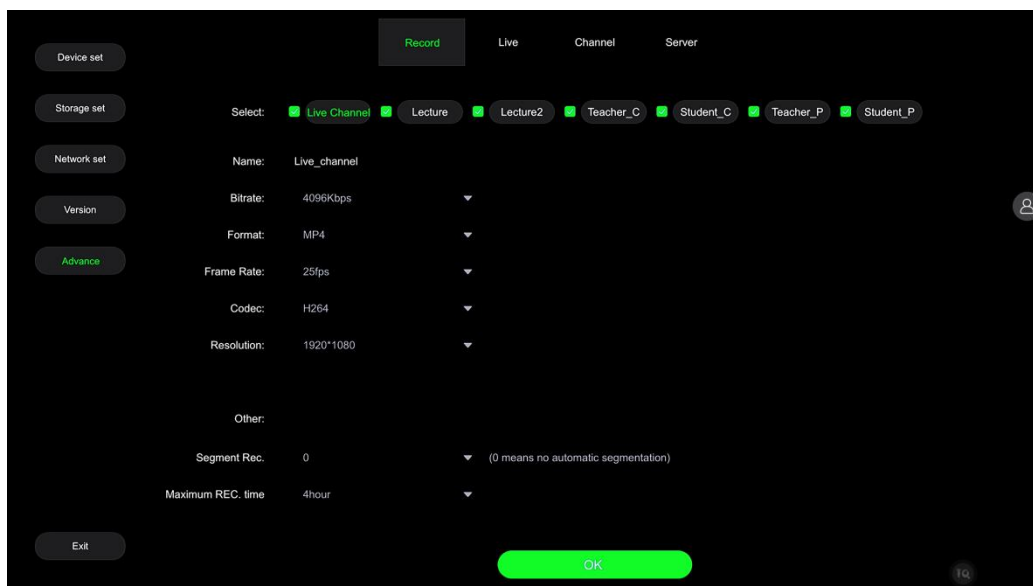 Record Live Channel Server
Device set
Storage set
Network set
Version
Advance
Exit
Select: Live Channel Lecture Lecture2 Teacher_C Student_C Teacher_P Student_P
Name: Live_channel
Bitrate: 4096Kbps
Format: MP4
Frame Rate: 25fps
Codec: H264
Resolution: 1920*1080
Other:
Segment Rec. 0 (0 means no automatic segmentation)
Maximum REC. time 4hour
OK